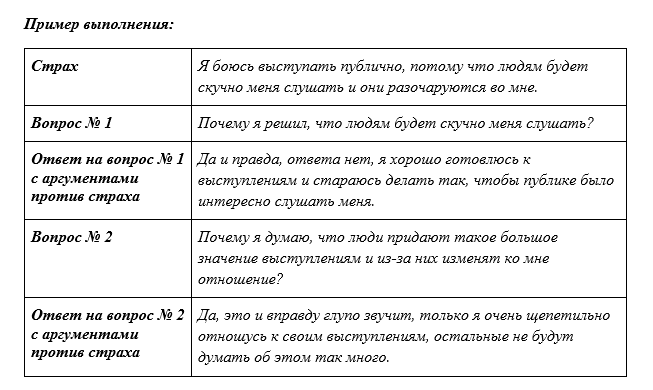 Пример выполнения:
Страх
Я боюсь выступать публично, потому что людям будет
скучно меня слушать и они разочаруются во мне.
Вопрос № 1
Почему я решил, что людям будет скучно меня слушать?
Ответ на вопрос № 1
с аргументами
против страха
Да и правда, ответа нет, я хорошо готовлюсь к
выступлениям и стараюсь делать так, чтобы публике было
интересно слушать меня.
Вопрос № 2
Почему я думаю, что люди придают такое большое
значение выступлениям и из-за них изменят ко мне
отношение?
Ответ на вопрос № 2
с аргументами
против страха
Да, это и вправду глупо звучит, только я очень щепетильно
отношусь к своим выступлениям, остальные не будут
думать об этом так много.